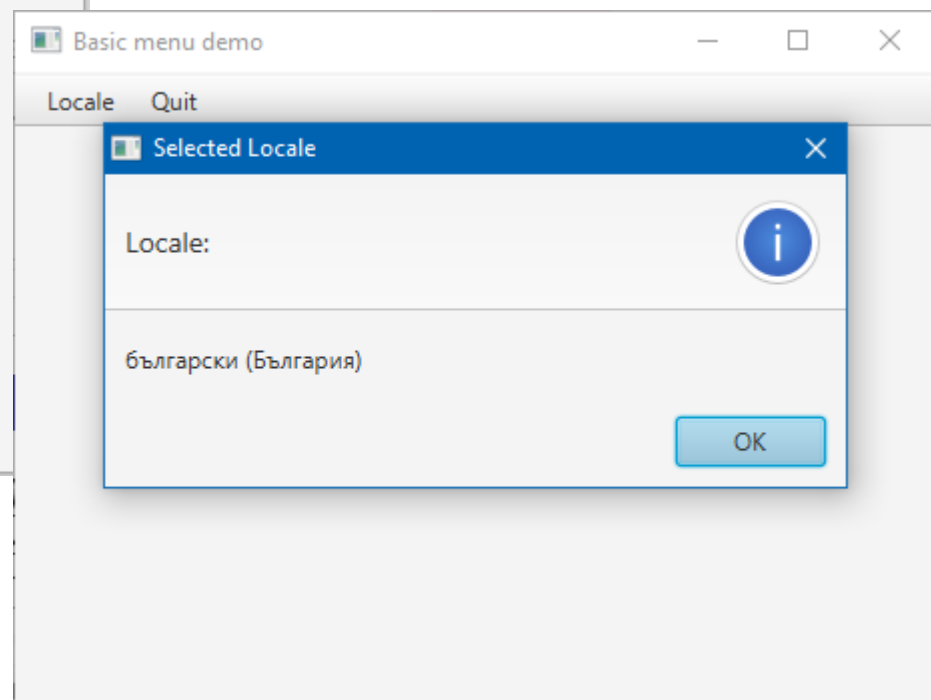 Basic menu demo
Locale Quit
Selected Locale
Locale:
i
български (България)
OK